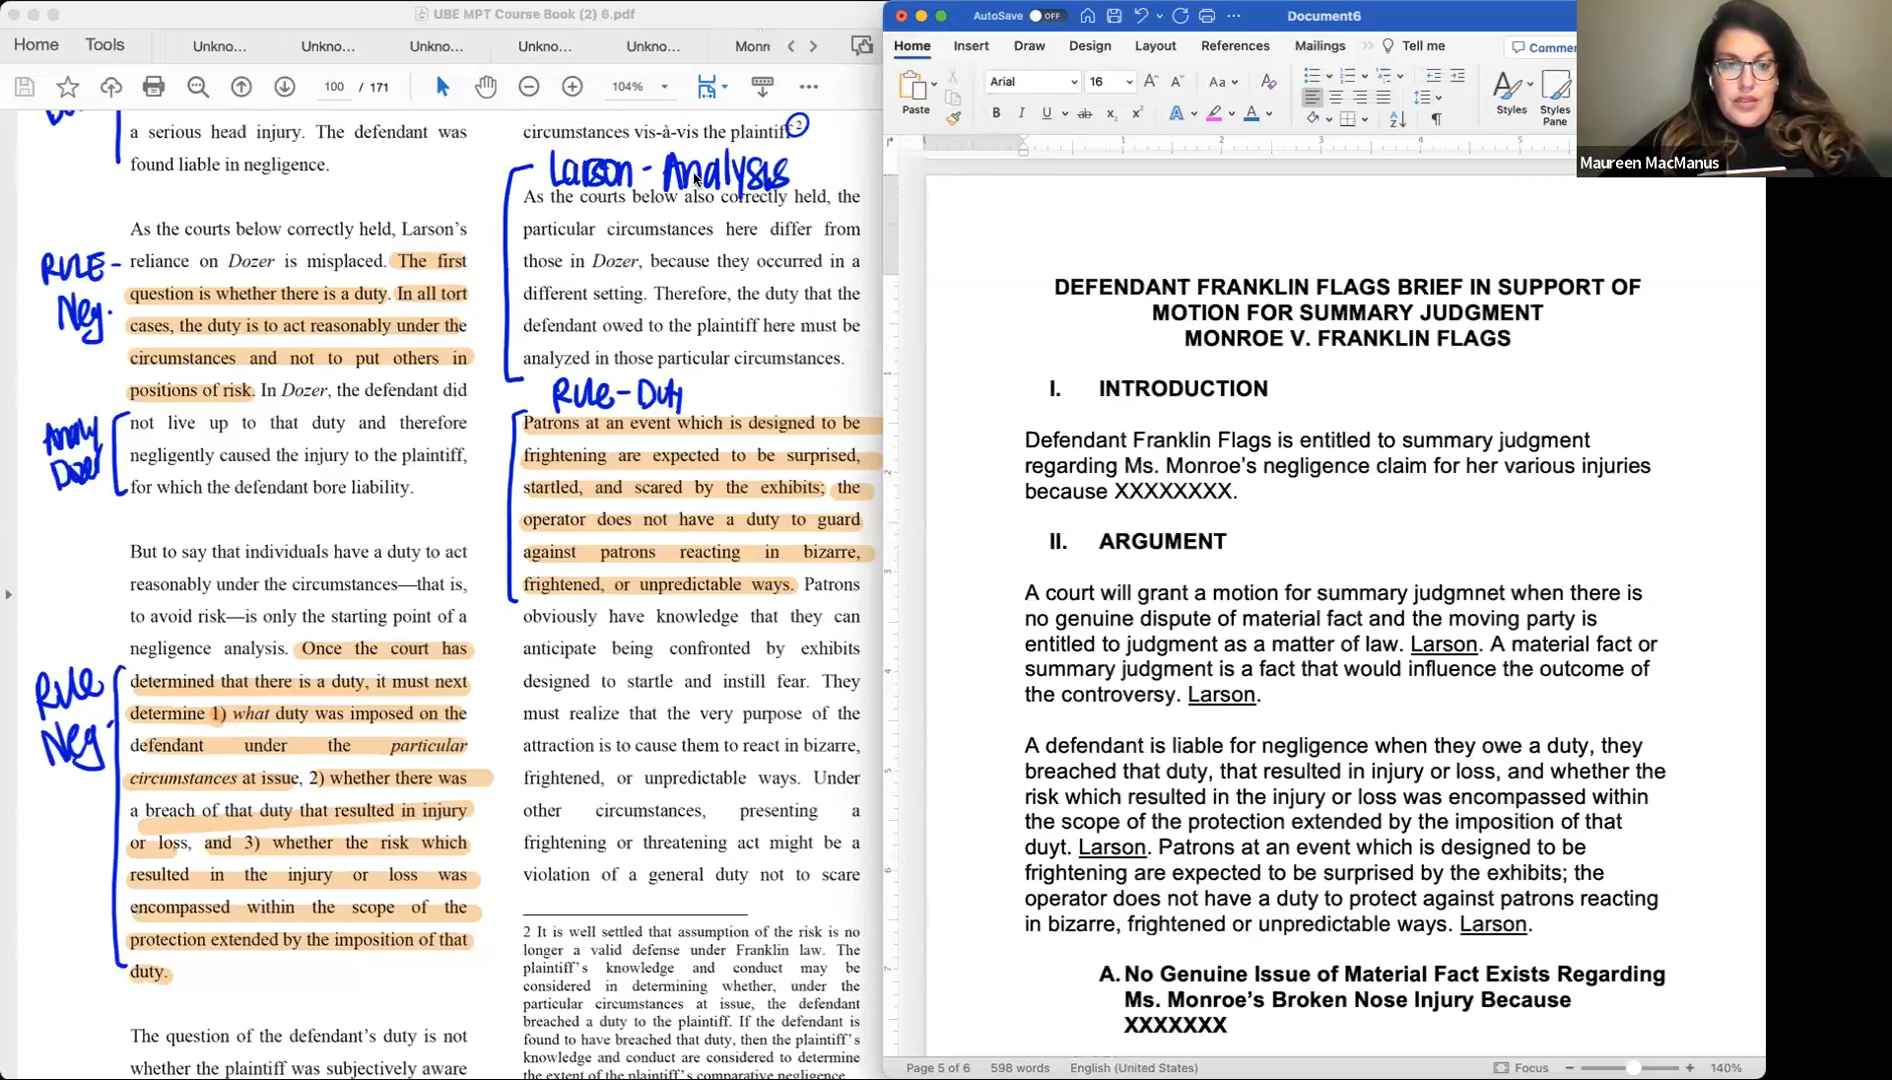 UBE MPT Course Book (2) 6.pdf
Home Tools Unkno... Unkno... Unkno... Unkno... Unkno... Monr
100 / 171 104%
a serious head injury. The defendant was
found liable in negligence.
As the courts below correctly held, Larson's
reliance on Dozer is misplaced. The first
question is whether there is a duty. In all tort
cases, the duty is to act reasonably under the
circumstances and not to put others in
positions of risk. In Dozer, the defendant did
not live up to that duty and therefore
negligently caused the injury to the plaintiff,
for which the defendant bore liability.
But to say that individuals have a duty to act
reasonably under the circumstances—that is,
to avoid risk—is only the starting point of a
negligence analysis. Once the court has
determined that there is a duty, it must next
determine 1) what duty was imposed on the
defendant under the particular
circumstances at issue, 2) whether there was
a breach of that duty that resulted in injury
or loss, and 3) whether the risk which
resulted in the injury or loss was
encompassed within the scope of the
protection extended by the imposition of that
duty.
The question of the defendant's duty is not
whether the plaintiff was subjectively aware
RULE -
Neg.
Analy
Dozer
Rule
Neg.
circumstances vis-à-vis the plaintiff 2
Larson - Analysis
As the courts below also correctly held, the
particular circumstances here differ from
those in Dozer, because they occurred in a
different setting. Therefore, the duty that the
defendant owed to the plaintiff here must be
analyzed in those particular circumstances.
Rule - Duty
Patrons at an event which is designed to be
frightening are expected to be surprised,
startled, and scared by the exhibits; the
operator does not have a duty to guard
against patrons reacting in bizarre,
frightened, or unpredictable ways. Patrons
obviously have knowledge that they can
anticipate being confronted by exhibits
designed to startle and instill fear. They
must realize that the very purpose of the
attraction is to cause them to react in bizarre,
frightened, or unpredictable ways. Under
other circumstances, presenting a
frightening or threatening act might be a
violation of a general duty not to scare
2 It is well settled that assumption of the risk is no
longer a valid defense under Franklin law. The
plaintiff's knowledge and conduct may be
considered in determining whether, under the
particular circumstances at issue, the defendant
breached a duty to the plaintiff. If the defendant is
found to have breached that duty, then the plaintiff's
knowledge and conduct are considered to determine
the extent of the plaintiff's comparative negligence
AutoSave OFF Document6
Home Insert Draw Design Layout References Mailings Tell me Comme
Paste Arial 16 Aa Styles Styles Pane
B I U ab x x A A
Maureen MacManus
DEFENDANT FRANKLIN FLAGS BRIEF IN SUPPORT OF
MOTION FOR SUMMARY JUDGMENT
MONROE V. FRANKLIN FLAGS
I. INTRODUCTION
Defendant Franklin Flags is entitled to summary judgment
regarding Ms. Monroe's negligence claim for her various injuries
because XXXXXXXX.
II. ARGUMENT
A court will grant a motion for summary judgmnet when there is
no genuine dispute of material fact and the moving party is
entitled to judgment as a matter of law. Larson. A material fact or
summary judgment is a fact that would influence the outcome of
the controversy. Larson.
A defendant is liable for negligence when they owe a duty, they
breached that duty, that resulted in injury or loss, and whether the
risk which resulted in the injury or loss was encompassed within
the scope of the protection extended by the imposition of that
duyt. Larson. Patrons at an event which is designed to be
frightening are expected to be surprised by the exhibits; the
operator does not have a duty to protect against patrons reacting
in bizarre, frightened or unpredictable ways. Larson.
A. No Genuine Issue of Material Fact Exists Regarding
Ms. Monroe's Broken Nose Injury Because
XXXXXXX
Page 5 of 6 598 words English (United States) Focus 140%